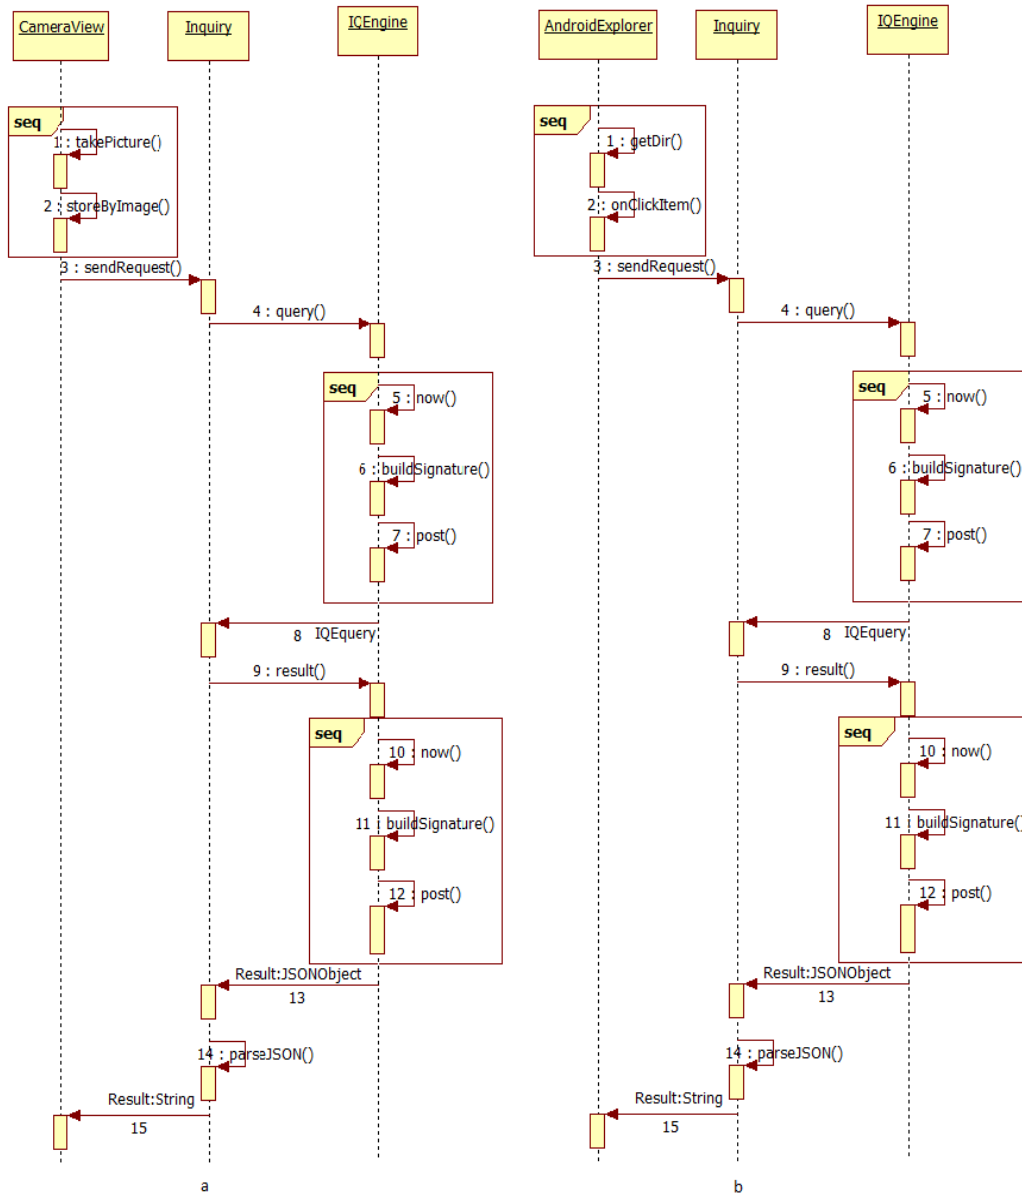 CameraView
Inquiry
IQEngine
seq
1 : takePicture()
2 : storeByImage()
3 : sendRequest()
4 : query()
seq
5 : now()
6 : buildSignature()
7 : post()
8 IQEquery
9 : result()
seq
10 : now()
11 : buildSignature()
12 : post()
Result:JSONObject
13
14 : parseJSON()
Result:String
15
a
AndroidExplorer
Inquiry
IQEngine
seq
1 : getDir()
2 : onClickItem()
3 : sendRequest()
4 : query()
seq
5 : now()
6 : buildSignature()
7 : post()
8 IQEquery
9 : result()
seq
10 : now()
11 : buildSignature()
12 : post()
Result:JSONObject
13
14 : parseJSON()
Result:String
15
b